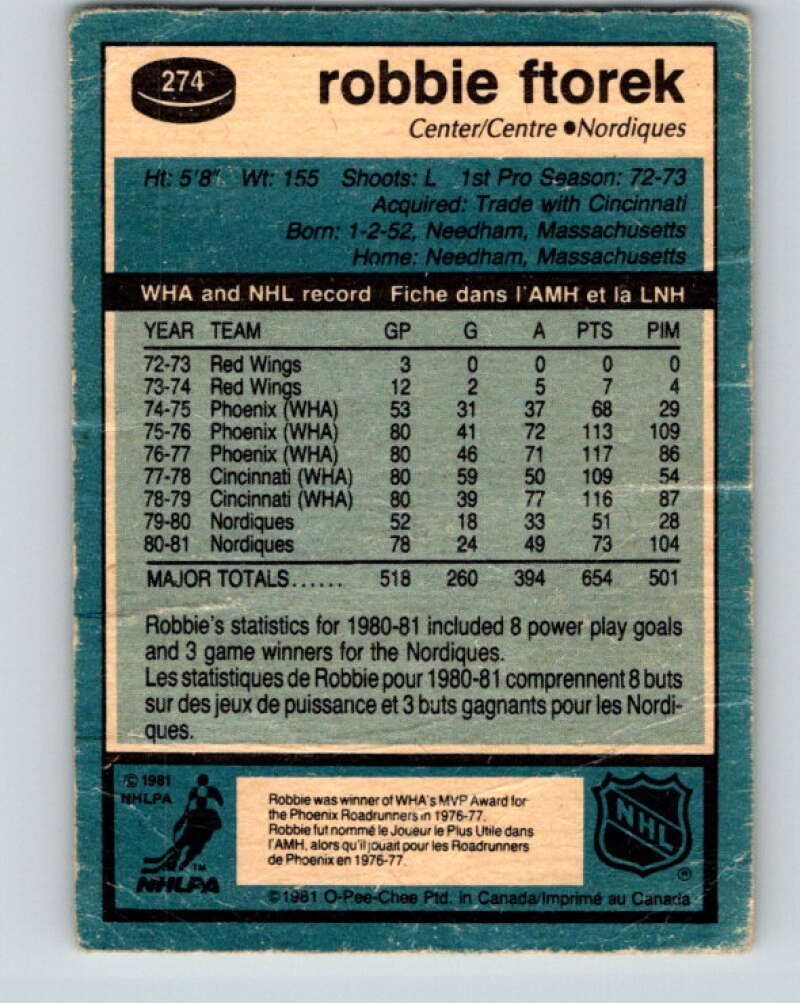 274
robbie ftorek
Center/Centre ●Nordiques
Ht: 5'8" Wt: 155 Shoots: L 1st Pro Season: 72-73
Acquired: Trade with Cincinnati
Born: 1-2-52, Needham, Massachusetts
Home: Needham, Massachusetts
WHA and NHL record Fiche dans l'AMH et la LNH
YEAR TEAM GP G A PTS PIM
72-73 Red Wings 3 0 0 0 0
73-74 Red Wings 12 2 5 7 4
74-75 Phoenix (WHA) 53 31 37 68 29
75-76 Phoenix (WHA) 80 41 72 113 109
76-77 Phoenix (WHA) 80 46 71 117 86
77-78 Cincinnati (WHA) 80 59 50 109 54
78-79 Cincinnati (WHA) 80 39 77 116 87
79-80 Nordiques 52 18 33 51 28
80-81 Nordiques 78 24 49 73 104
MAJOR TOTALS...... 518 260 394 654 501
Robbie's statistics for 1980-81 included 8 power play goals
and 3 game winners for the Nordiques.
Les statistiques de Robbie pour 1980-81 comprennent 8 buts
sur des jeux de puissance et 3 buts gagnants pour les Nordi-
ques.
© 1981
NHLPA
Robbie was winner of WHA's MVP Award for
the Phoenix Roadrunners in 1976-77.
Robbie fut nommé le Joueur le Plus Utile dans
l'AMH, alors qu'il jouait pour les Roadrunners
de Phoenix en 1976-77.
NHL
®
TM
NHLPA
©1981 O-Pee-Chee Ptd. in Canada/Imprimé au Canada